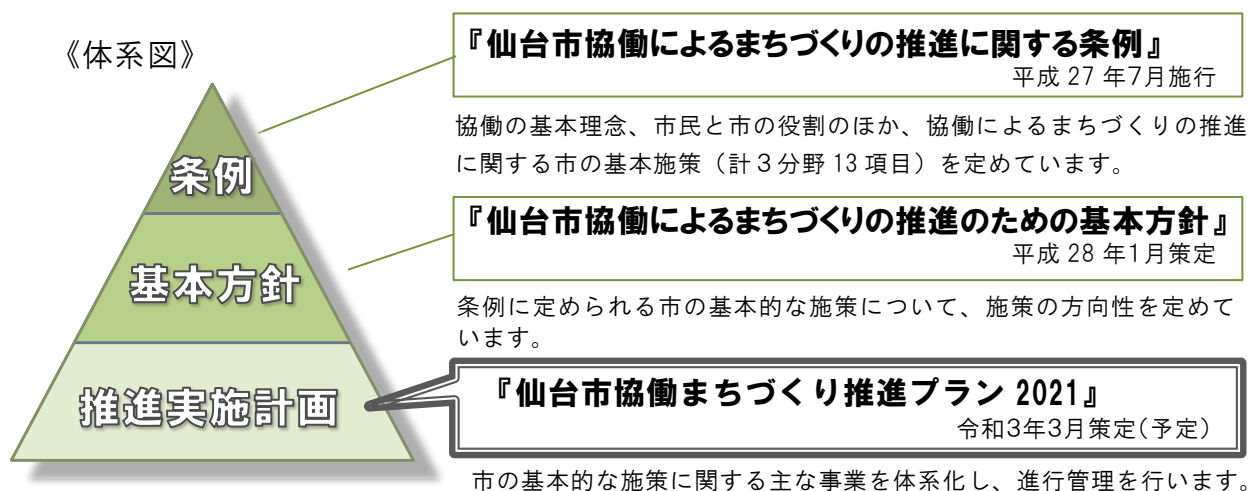 《体系図》
条例
基本方針
推進実施計画
『仙台市協働によるまちづくりの推進に関する条例』
平成 27 年7月施行
協働の基本理念、市民と市の役割のほか、協働によるまちづくりの推進
に関する市の基本施策（計３分野 13 項目）を定めています。
『仙台市協働によるまちづくりの推進のための基本方針』
平成 28 年1月策定
条例に定められる市の基本的な施策について、施策の方向性を定めて
います。
『仙台市協働まちづくり推進プラン 2021』
令和3年3月策定（予定）
市の基本的な施策に関する主な事業を体系化し、進行管理を行います。